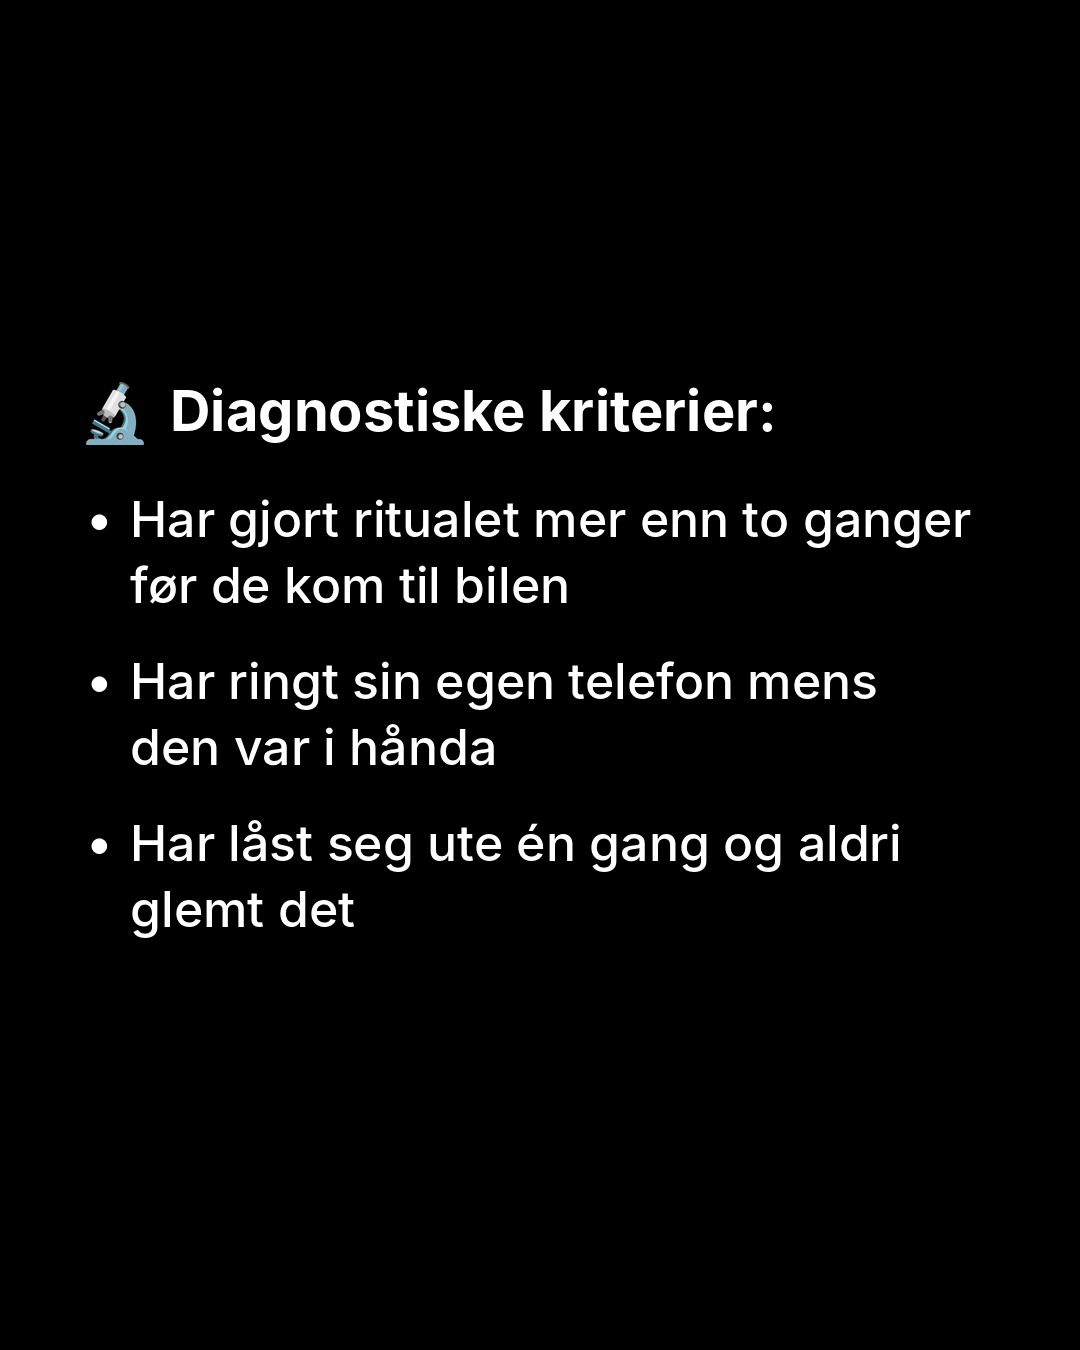 🔬 Diagnostiske kriterier:
• Har gjort ritualet mer enn to ganger
før de kom til bilen
• Har ringt sin egen telefon mens
den var i hånda
• Har låst seg ute én gang og aldri
glemt det